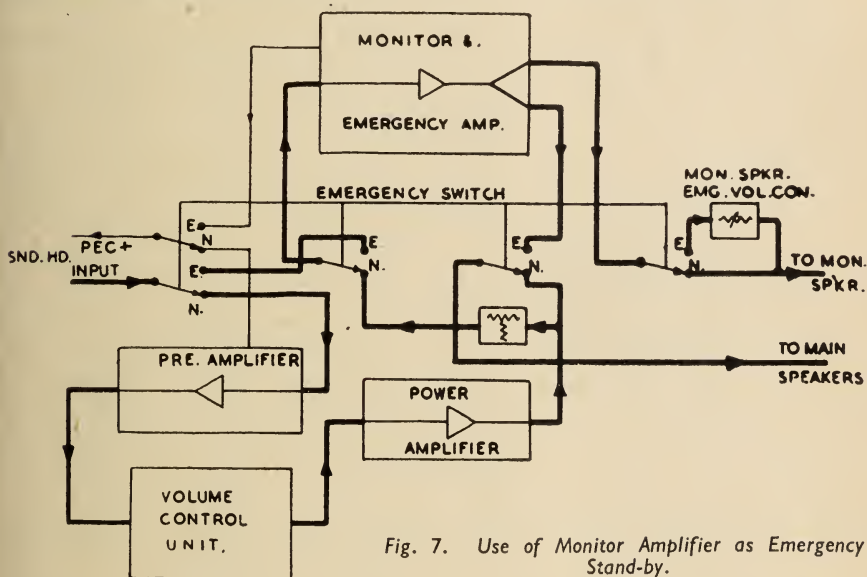 MONITOR &.
EMERGENCY AMP.
EMERGENCY SWITCH
MON. SPKR.
EMG. VOL. CON.
E.
N
PEC +
SND. HD.
INPUT
E.
N.
E.
N.
E.
N.
E.
N.
TO MON.
SPKR.
TO MAIN
SPEAKERS
PRE. AMPLIFIER
POWER
AMPLIFIER
VOLUME
CONTROL
UNIT.
Fig. 7. Use of Monitor Amplifier as Emergency
Stand-by.